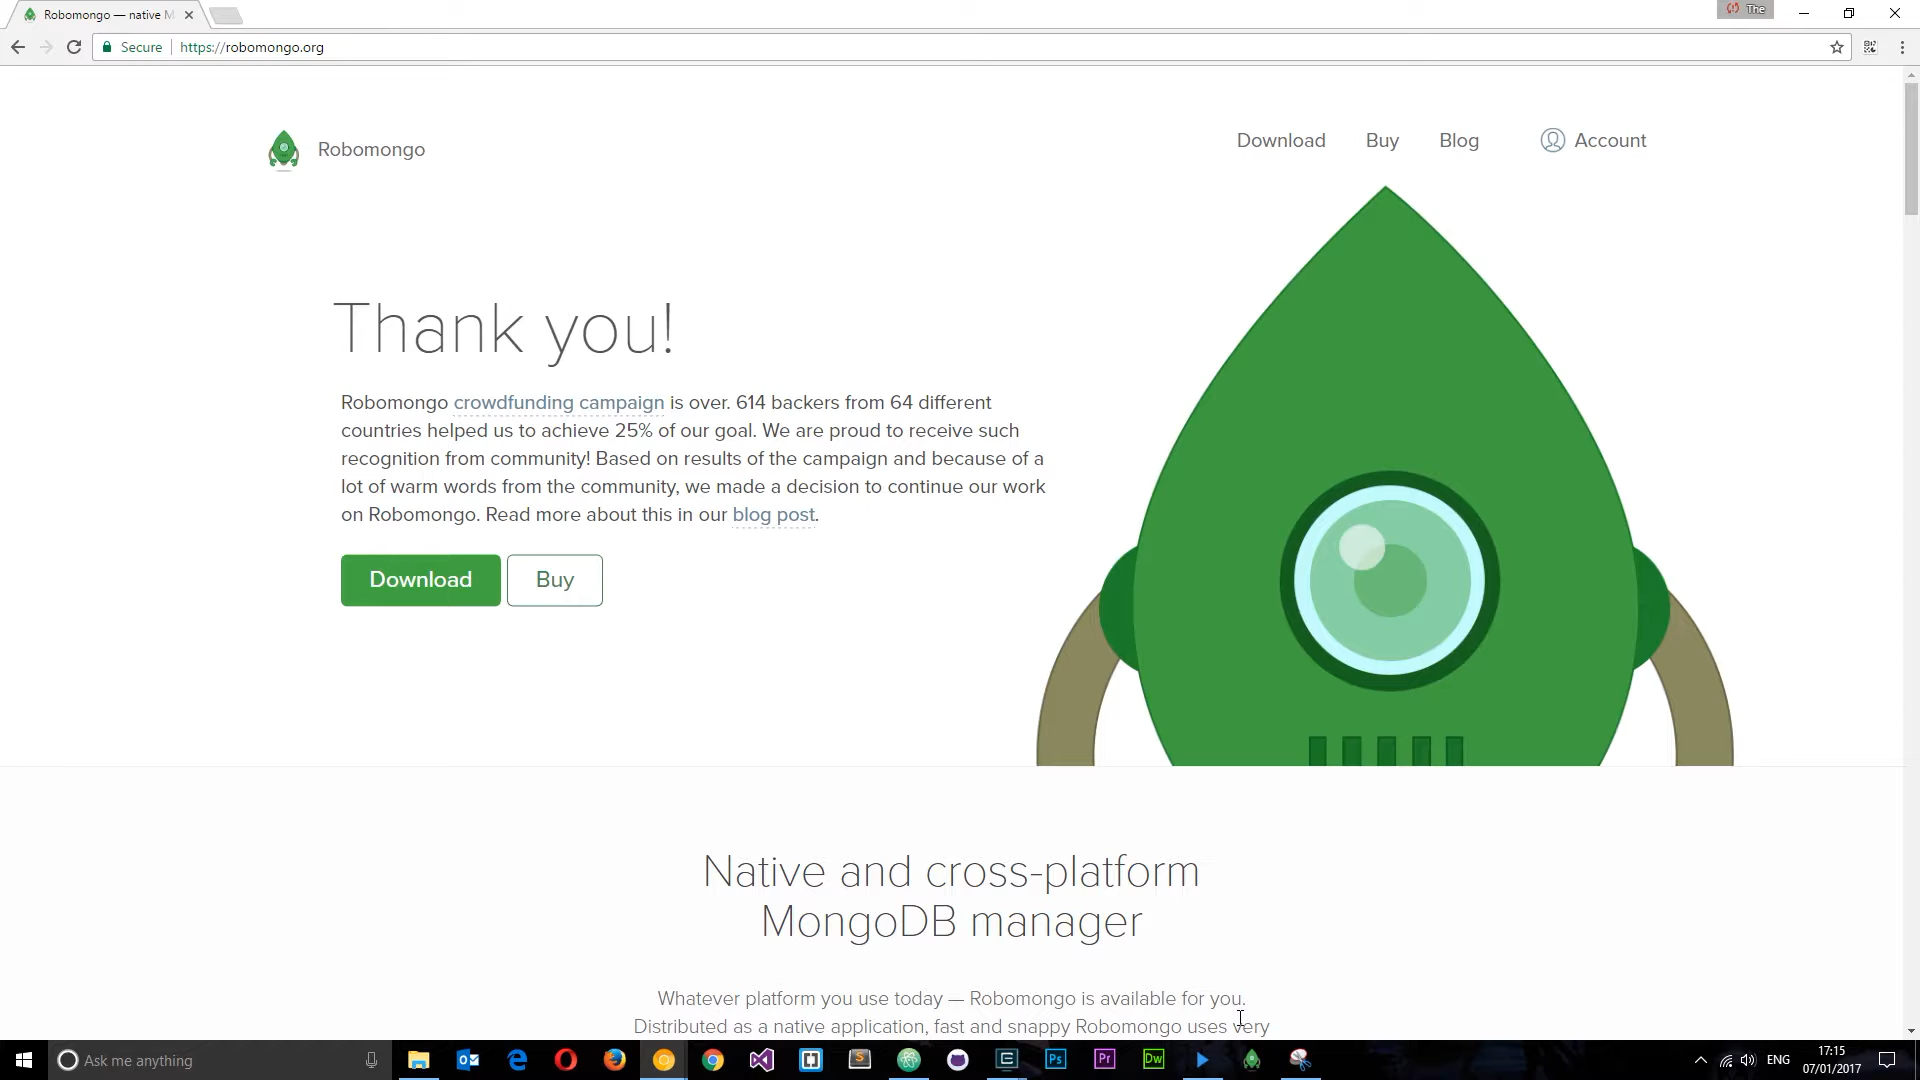 Robomongo — native M
The
Secure
https://robomongo.org
Robomongo
Download
Buy
Blog
Account
Thank you!
Robomongo crowdfunding campaign is over. 614 backers from 64 different
countries helped us to achieve 25% of our goal. We are proud to receive such
recognition from community! Based on results of the campaign and because of a
lot of warm words from the community, we made a decision to continue our work
on Robomongo. Read more about this in our blog post.
Download
Buy
Native and cross-platform
MongoDB manager
Whatever platform you use today — Robomongo is available for you.
Distributed as a native application, fast and snappy Robomongo uses very
Ask me anything
S
Ps
Pr
Dw
ENG
17:15
07/01/2017